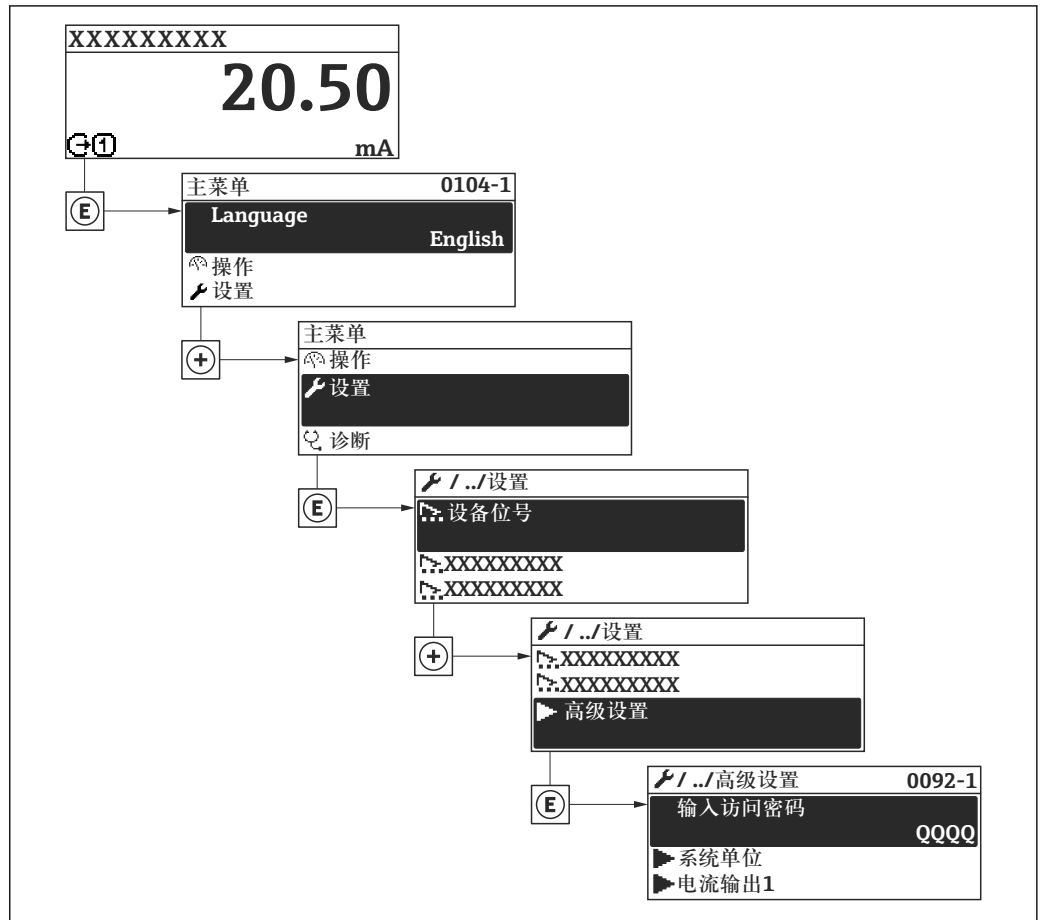 XXXXXXXXX
20.50
1
mA
E
主菜单 0104-1
Language
English
操作
设置
+
主菜单
操作
设置
诊断
E
/ ../设置
设备位号
XXXXXXXXX
XXXXXXXXX
+
/ ../设置
XXXXXXXXX
XXXXXXXXX
高级设置
E
/ ../高级设置 0092-1
输入访问密码
QQQQ
系统单位
电流输出1